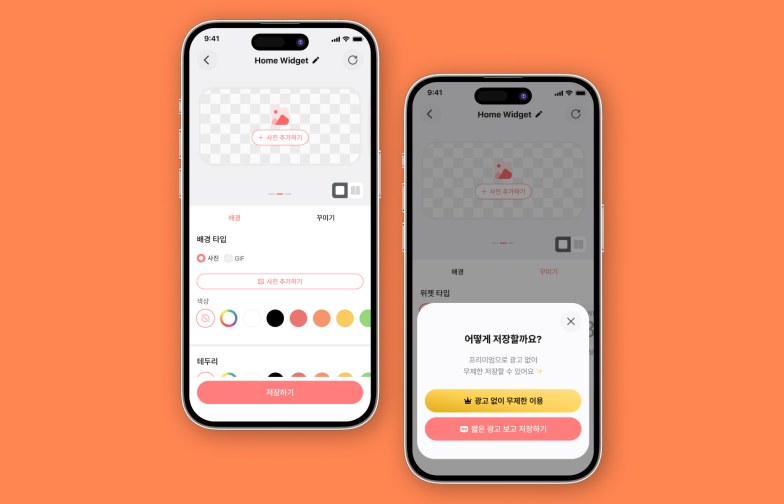 9:41
Home Widget
+ 사진 추가하기
배경
꾸미기
배경 타입
사진
GIF
사진 추가하기
색상
테두리
저장하기
9:41
Home Widget
+ 사진 추가하기
배경
꾸미기
위젯 타입
어떻게 저장할까요?
프리미엄으로 광고 없이
무제한 저장할 수 있어요 ✨
광고 없이 무제한 이용
짧은 광고 보고 저장하기